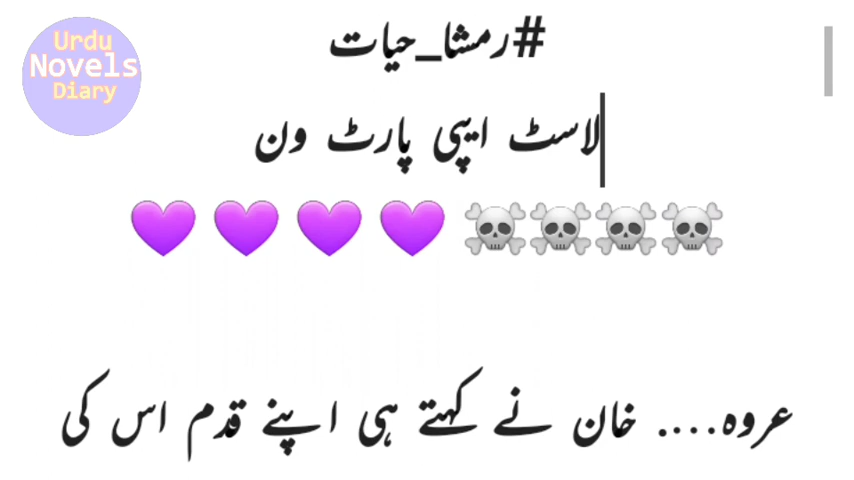 Urdu
Novels
Diary
#رمشا_حیات
لاسٹ ایپی پارٹ ون
💜 💜 💜 💜 ☠️☠️☠️☠️
عروہ.... خان نے کہتے ہی اپنے قدم اس کی